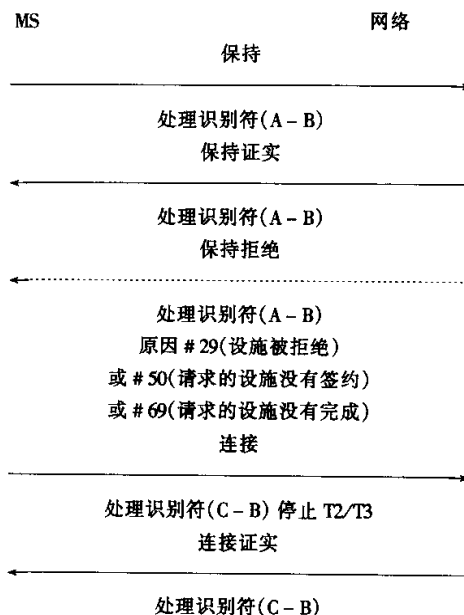 MS 网络
保持
处理识别符(A-B)
保持证实
处理识别符(A-B)
保持拒绝
处理识别符(A-B)
原因#29(设施被拒绝)
或#50(请求的设施没有签约)
或#69(请求的设施没有完成)
连接
处理识别符(C-B) 停止 T2/T3
连接证实
处理识别符(C-B)